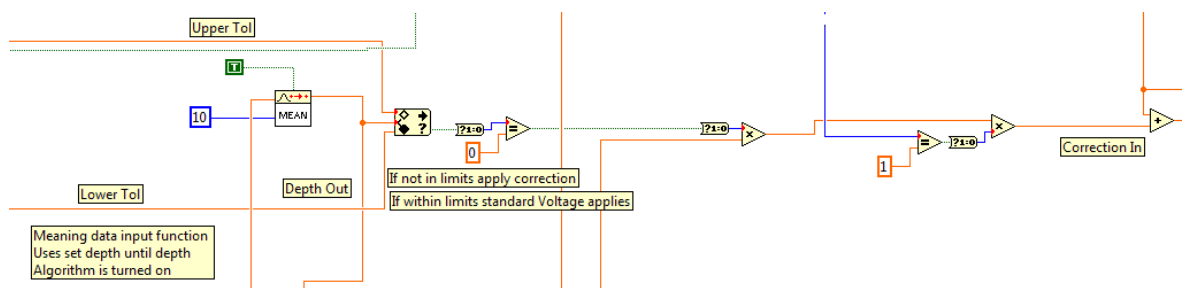 Upper Tol
T
10
MEAN
?
?1:0
=
0
?1:0
×
=
1
?1:0
×
+
Correction In
If not in limits apply correction
If within limits standard Voltage applies
Depth Out
Lower Tol
Meaning data input function
Uses set depth until depth
Algorithm is turned on